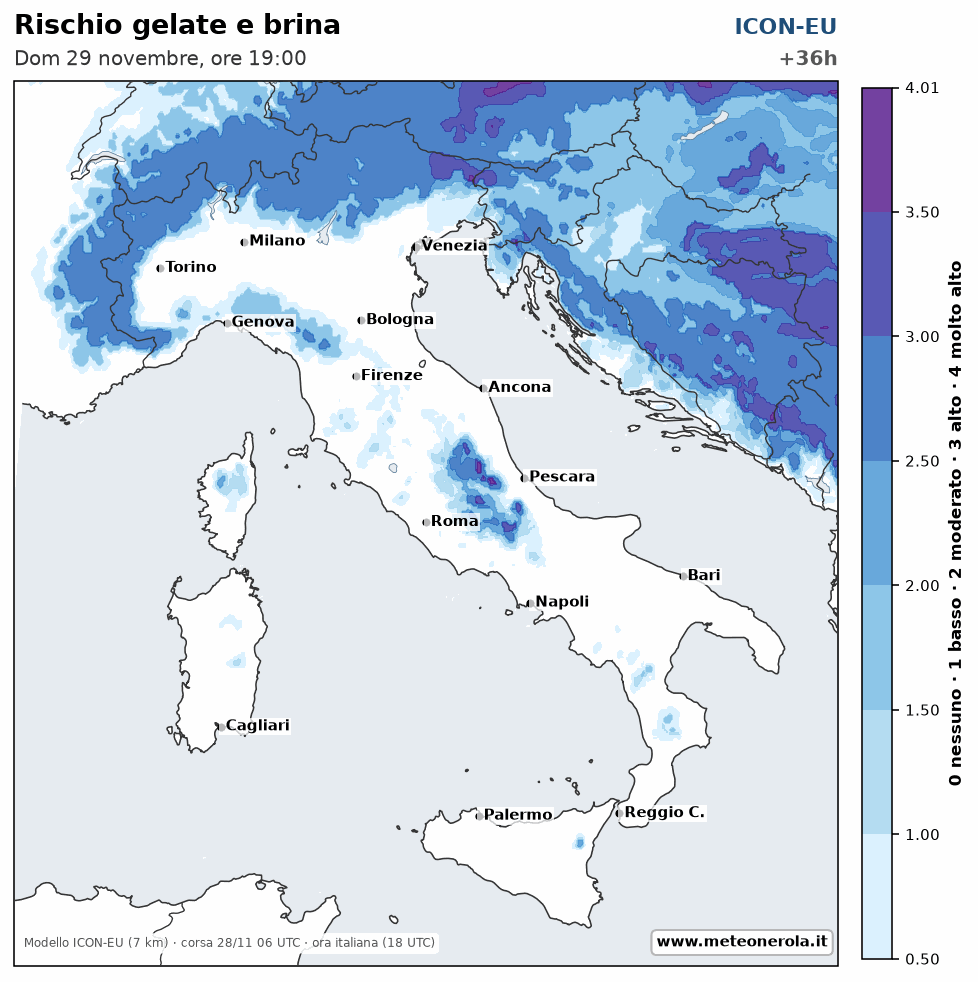 Rischio gelate e brina
ICON-EU
Dom 29 novembre, ore 19:00
+36h
4.01
3.50
3.00
2.50
2.00
1.50
1.00
0.50
0 nessuno · 1 basso · 2 moderato · 3 alto · 4 molto alto
Milano
Venezia
Torino
Genova
Bologna
Firenze
Ancona
Pescara
Roma
Bari
Napoli
Cagliari
Palermo
Reggio C.
Modello ICON-EU (7 km) · corsa 28/11 06 UTC · ora italiana (18 UTC)
www.meteonerola.it